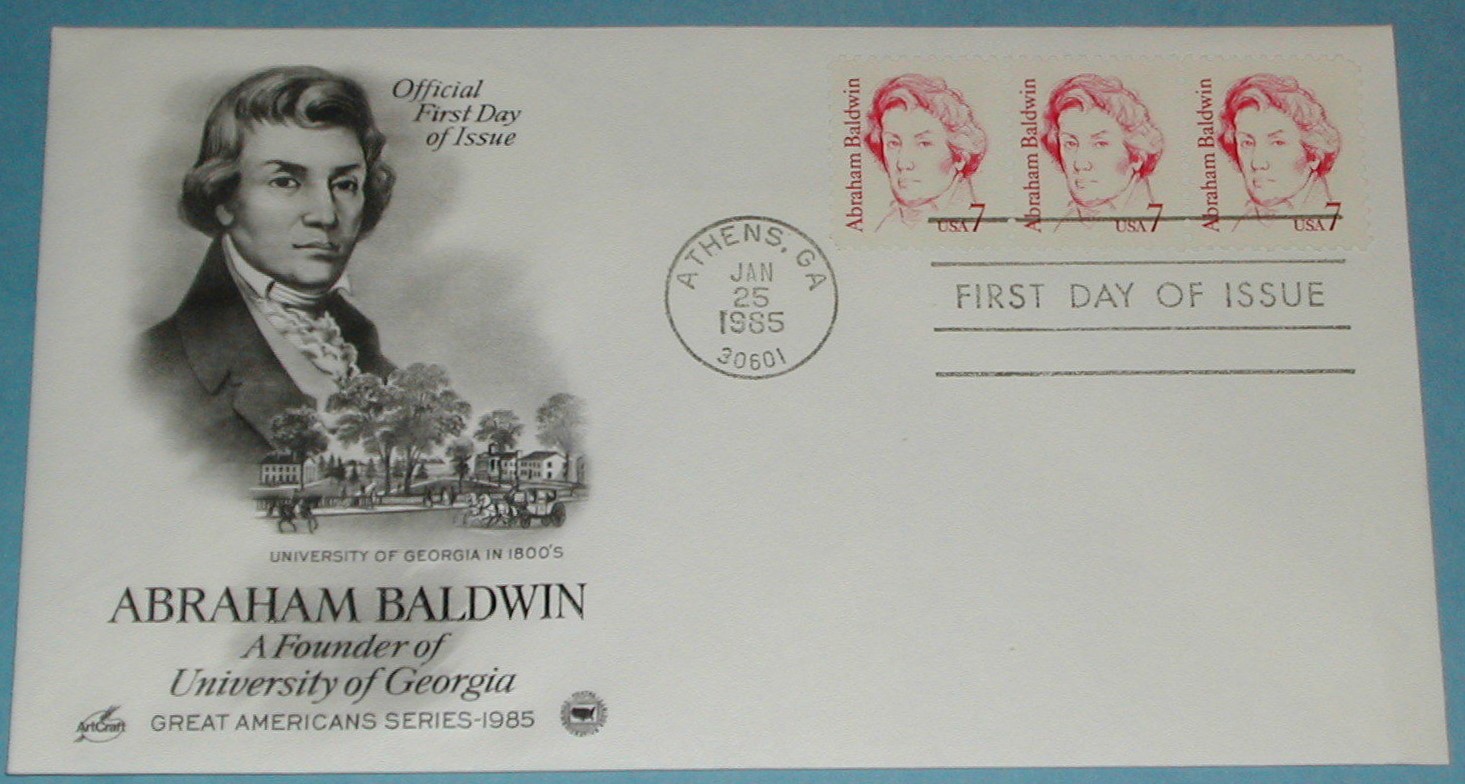 Official
First Day
of Issue
UNIVERSITY OF GEORGIA IN 1800'S
ABRAHAM BALDWIN
A Founder of
University of Georgia
ArtCraft
GREAT AMERICANS SERIES-1985
Abraham Baldwin
USA 7
Abraham Baldwin
USA 7
Abraham Baldwin
USA 7
ATHENS, GA
JAN
25
1985
30601
FIRST DAY OF ISSUE